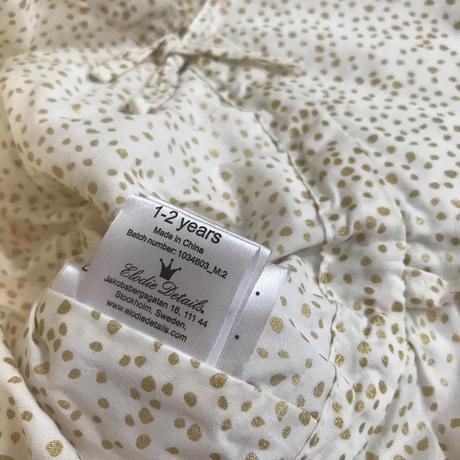 1-2 years
Made in China
Batch number: 1034603_M:2
Elodie Details.
Jakobsbergsgatan 16, 111 44
Stockholm, Sweden.
www.elodiedetails.com